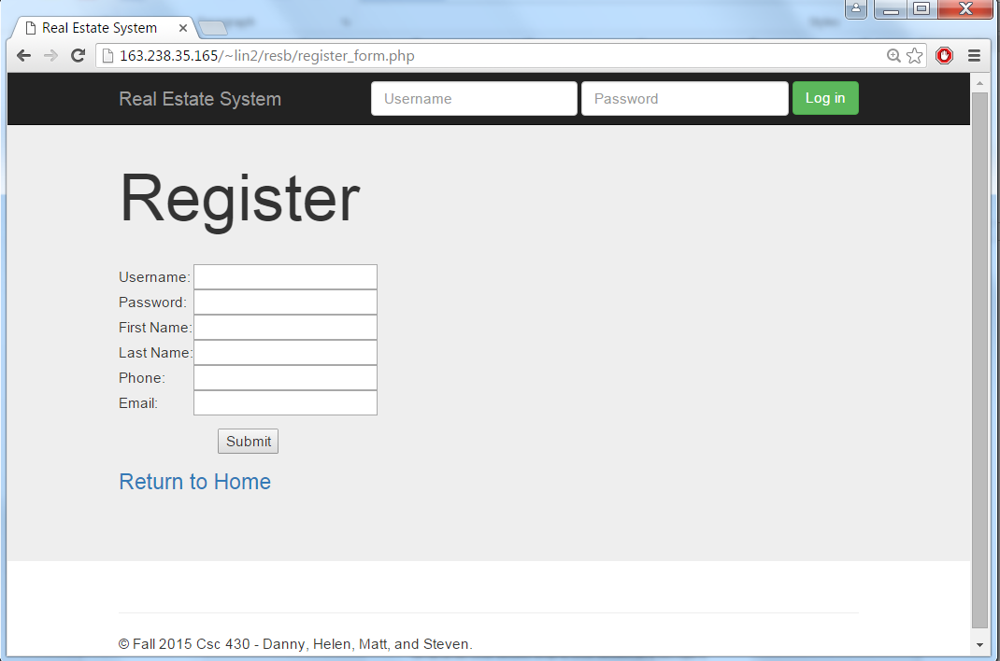 Real Estate System
163.238.35.165/~lin2/resb/register_form.php
Real Estate System Username Password Log in
Register
Username:
Password:
First Name:
Last Name:
Phone:
Email:
Submit
Return to Home
© Fall 2015 Csc 430 - Danny, Helen, Matt, and Steven.